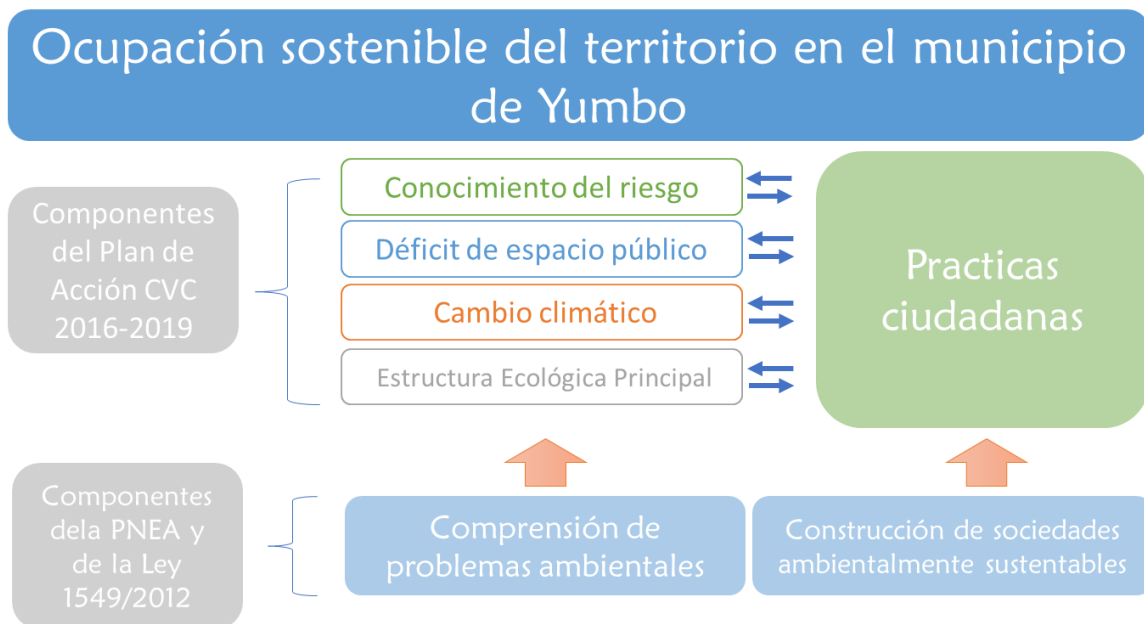 Ocupación sostenible del territorio en el municipio
de Yumbo
Componentes
del Plan de
Acción CVC
2016-2019
Conocimiento del riesgo
Déficit de espacio público
Cambio climático
Estructura Ecológica Principal
Practicas
ciudadanas
Componentes
dela PNEA y
de la Ley
1549/2012
Comprensión de
problemas ambientales
Construcción de sociedades
ambientalmente sustentables